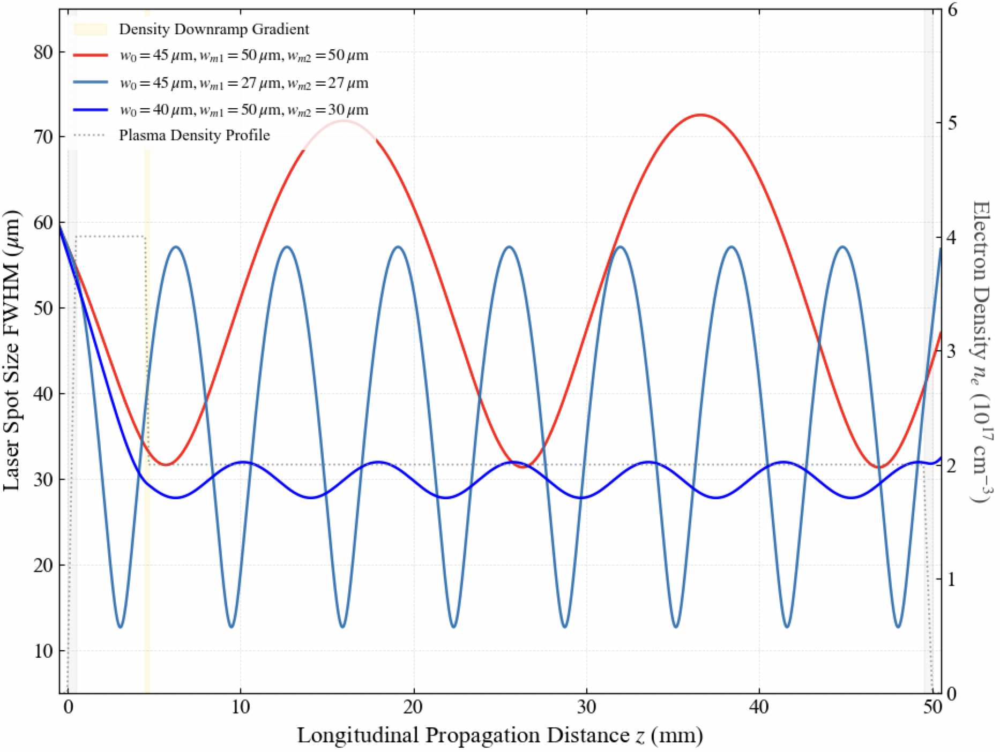 Density Downramp Gradient
w₀ = 45 μm, wₘ₁ = 50 μm, wₘ₂ = 50 μm
w₀ = 45 μm, wₘ₁ = 27 μm, wₘ₂ = 27 μm
w₀ = 40 μm, wₘ₁ = 50 μm, wₘ₂ = 30 μm
Plasma Density Profile
Laser Spot Size FWHM (μm)
80
70
60
50
40
30
20
10
0 10 20 30 40 50
Longitudinal Propagation Distance z (mm)
6
5
4
3
2
1
0
Electron Density nₑ (10¹⁷ cm⁻³)